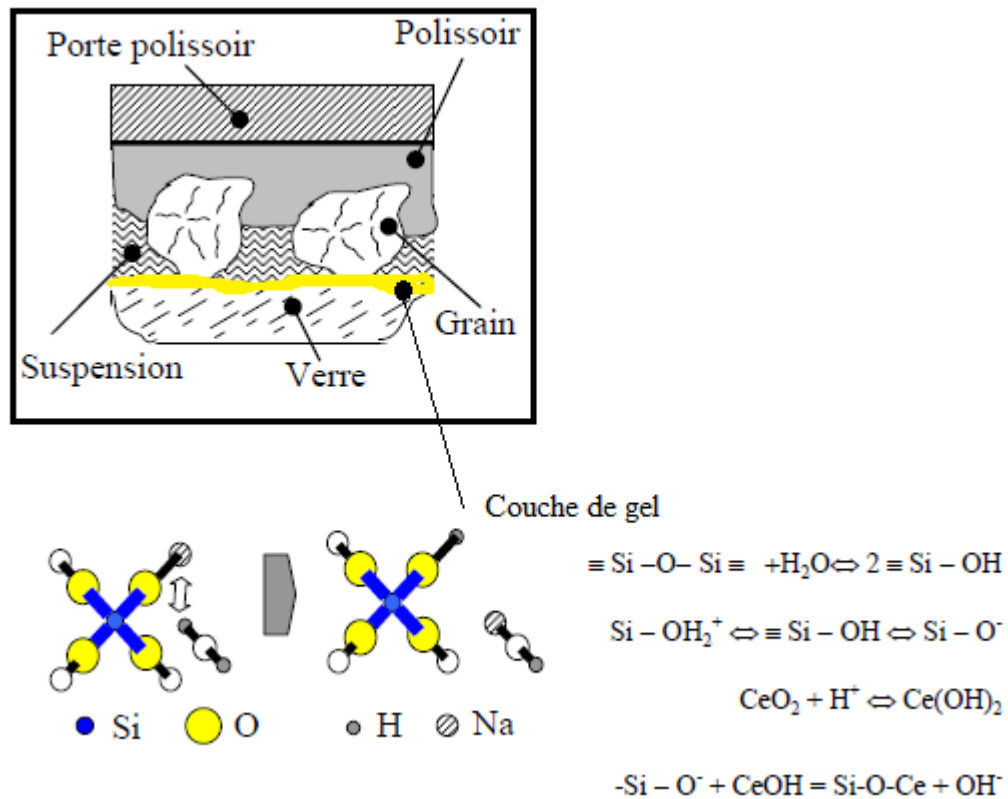 Porte polissoir
Polissoir
Suspension
Verre
Grain
Couche de gel
≡ Si –O– Si ≡ +H₂O⇔ 2 ≡ Si – OH
Si – OH₂⁺ ⇔ ≡ Si – OH ⇔ Si – O⁻
CeO₂ + H⁺ ⇔ Ce(OH)₂
-Si – O⁻ + CeOH = Si-O-Ce + OH⁻
Si O H Na